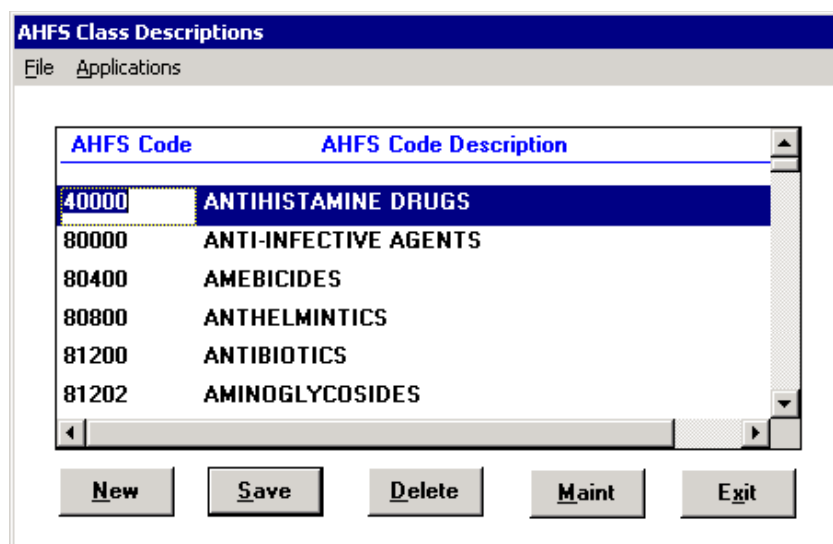 AHFS Class Descriptions
File Applications
AHFS Code AHFS Code Description
40000 ANTIHISTAMINE DRUGS
80000 ANTI-INFECTIVE AGENTS
80400 AMEBICIDES
80800 ANTHELMINTICS
81200 ANTIBIOTICS
81202 AMINOGLYCOSIDES
New Save Delete Maint Exit